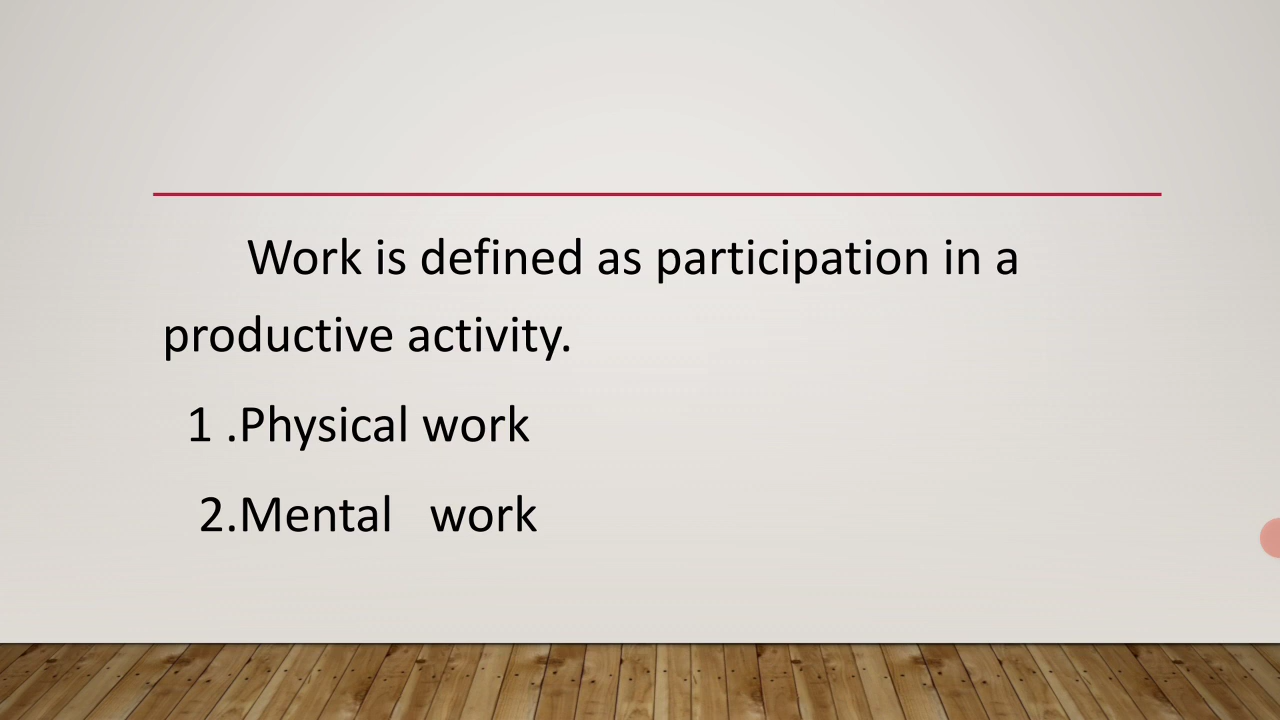 Work is defined as participation in a
productive activity.
1 .Physical work
2.Mental   work